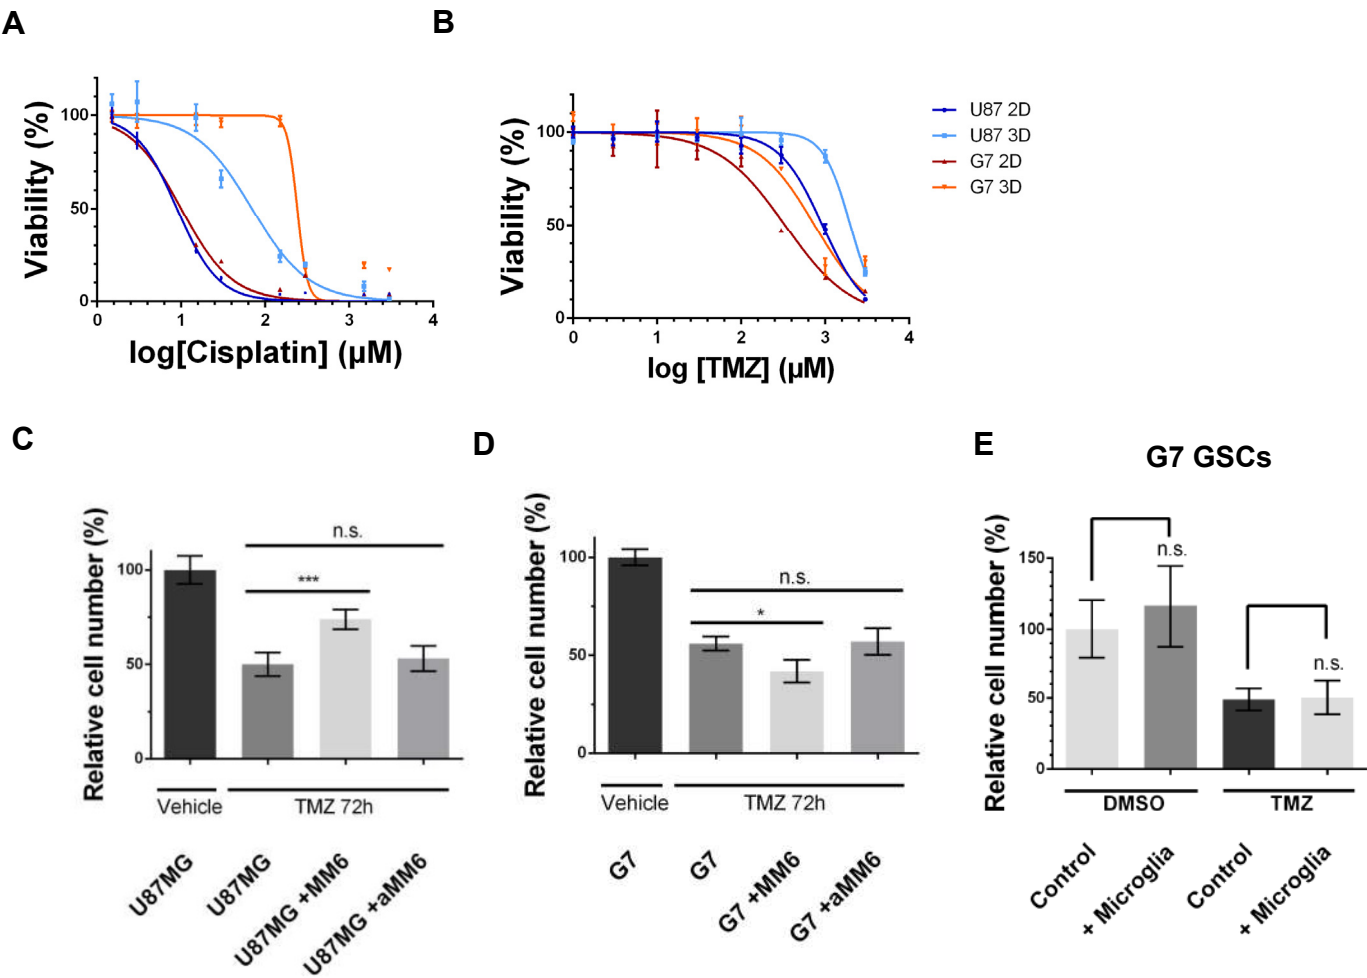 A
B
Viability (%)
100
50
0
0
1
2
3
4
log[Cisplatin] (µM)
Viability (%)
100
50
0
0
1
2
3
4
log [TMZ] (µM)
U87 2D
U87 3D
G7 2D
G7 3D
C
Relative cell number (%)
100
50
0
n.s.
***
Vehicle
TMZ 72h
U87MG
U87MG
U87MG +MM6
U87MG +aMM6
D
Relative cell number (%)
100
50
0
n.s.
*
Vehicle
TMZ 72h
G7
G7
G7 +MM6
G7 +aMM6
E
G7 GSCs
Relative cell number (%)
150
100
50
0
n.s.
n.s.
DMSO
TMZ
Control
+ Microglia
Control
+ Microglia